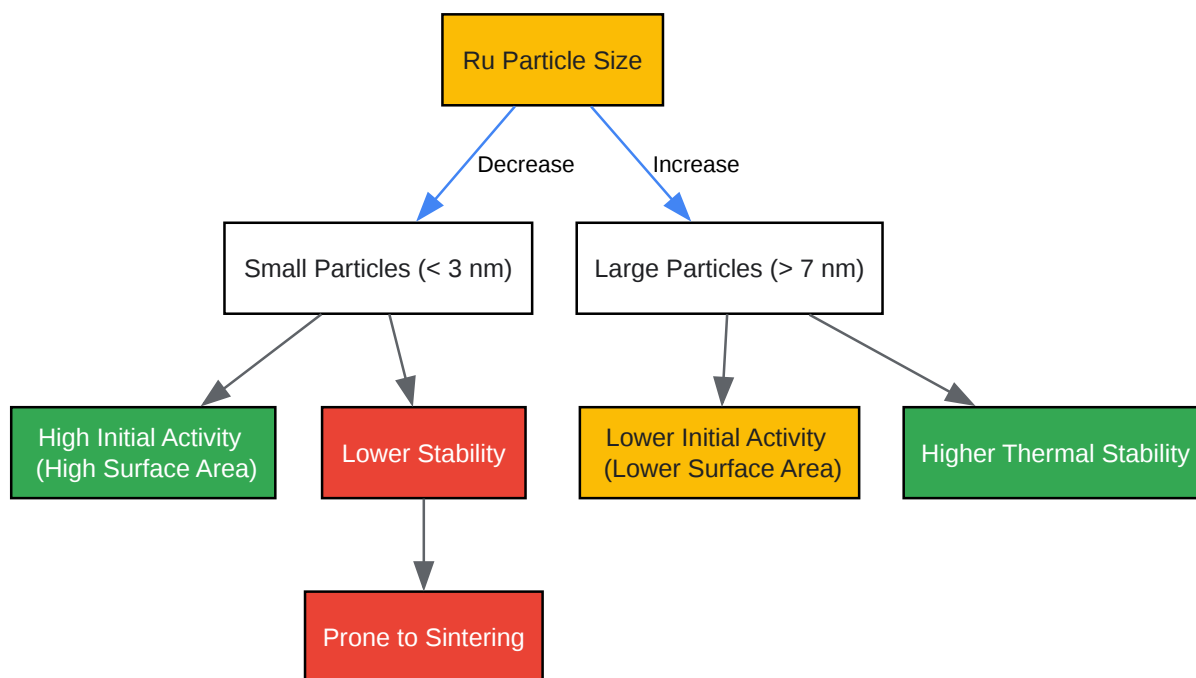 Ru Particle Size
Decrease
Increase
Small Particles (< 3 nm)
Large Particles (> 7 nm)
High Initial Activity
(High Surface Area)
Lower Stability
Lower Initial Activity
(Lower Surface Area)
Higher Thermal Stability
Prone to Sintering